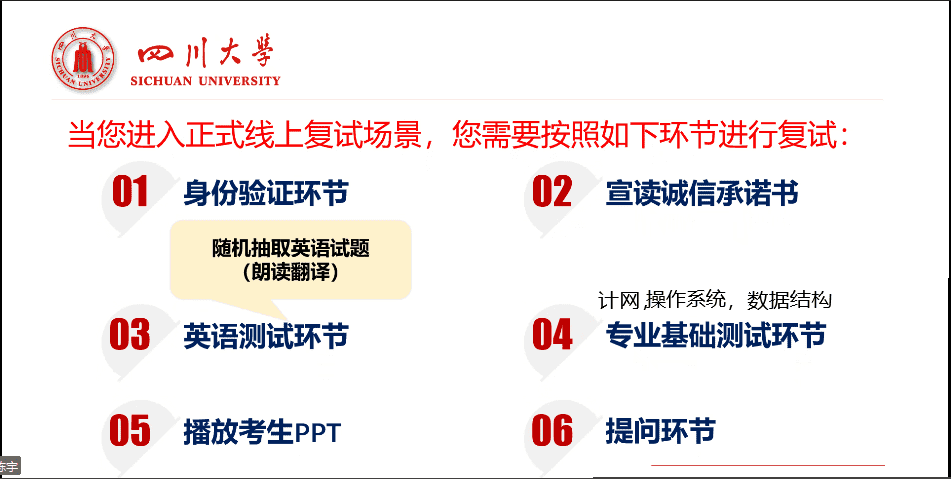 四川大学
SICHUAN UNIVERSITY
当您进入正式线上复试场景，您需要按照如下环节进行复试：
01 身份验证环节
02 宣读诚信承诺书
随机抽取英语试题
（朗读翻译）
计网,操作系统，数据结构
03 英语测试环节
04 专业基础测试环节
05 播放考生PPT
06 提问环节